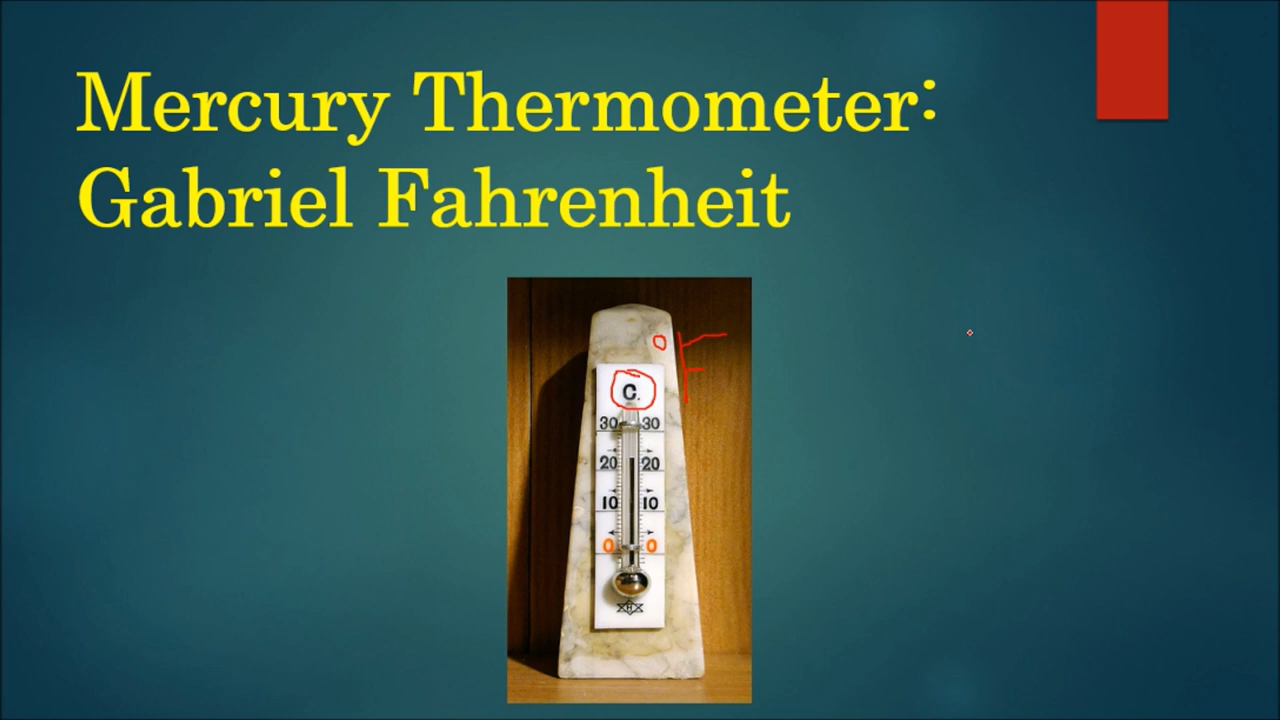 Mercury Thermometer:
Gabriel Fahrenheit
°F
C.
30 30
20 20
10 10
0 0
H